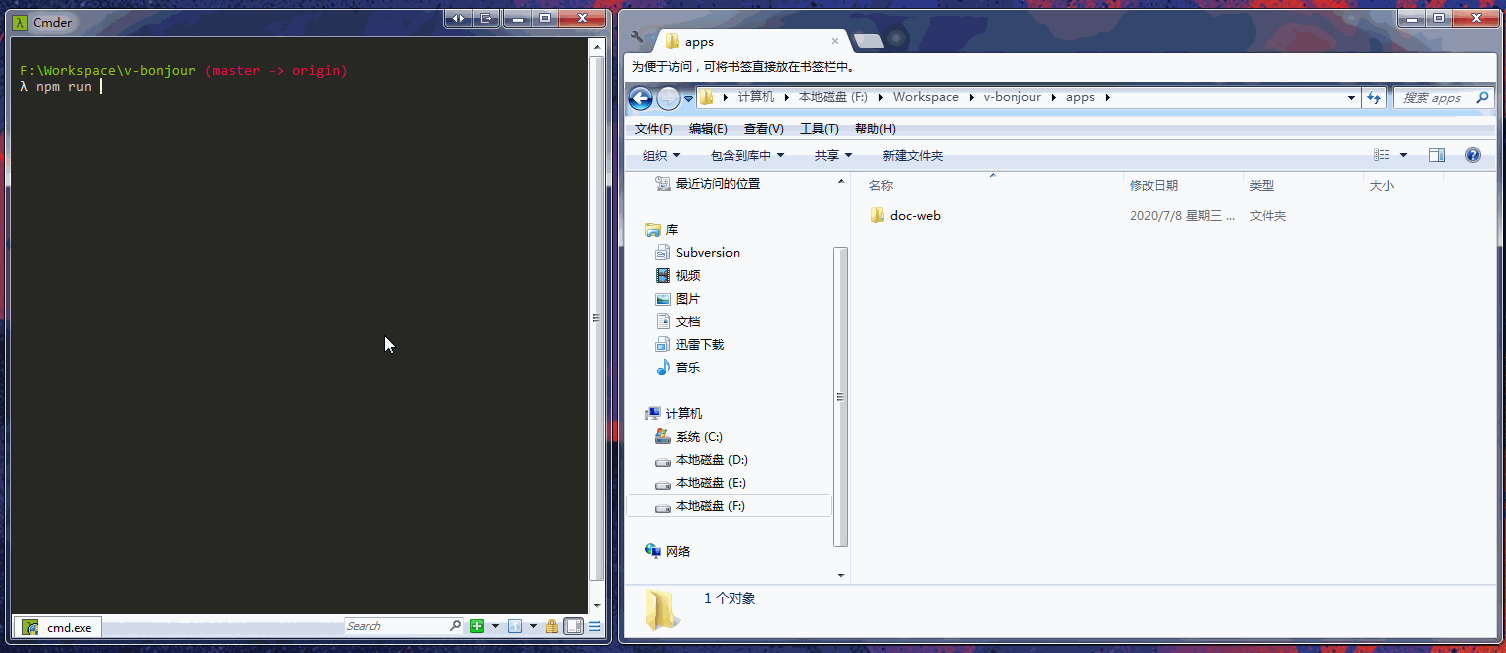 Cmder
F:\Workspace\v-bonjour (master -> origin)
λ npm run
cmd.exe
Search
apps
为便于访问，可将书签直接放在书签栏中。
计算机 本地磁盘 (F:) Workspace v-bonjour apps
搜索 apps
文件(F) 编辑(E) 查看(V) 工具(T) 帮助(H)
组织 包含到库中 共享 新建文件夹
最近访问的位置
库
Subversion
视频
图片
文档
迅雷下载
音乐
计算机
系统 (C:)
本地磁盘 (D:)
本地磁盘 (E:)
本地磁盘 (F:)
网络
名称 修改日期 类型 大小
doc-web 2020/7/8 星期三 ... 文件夹
1 个对象